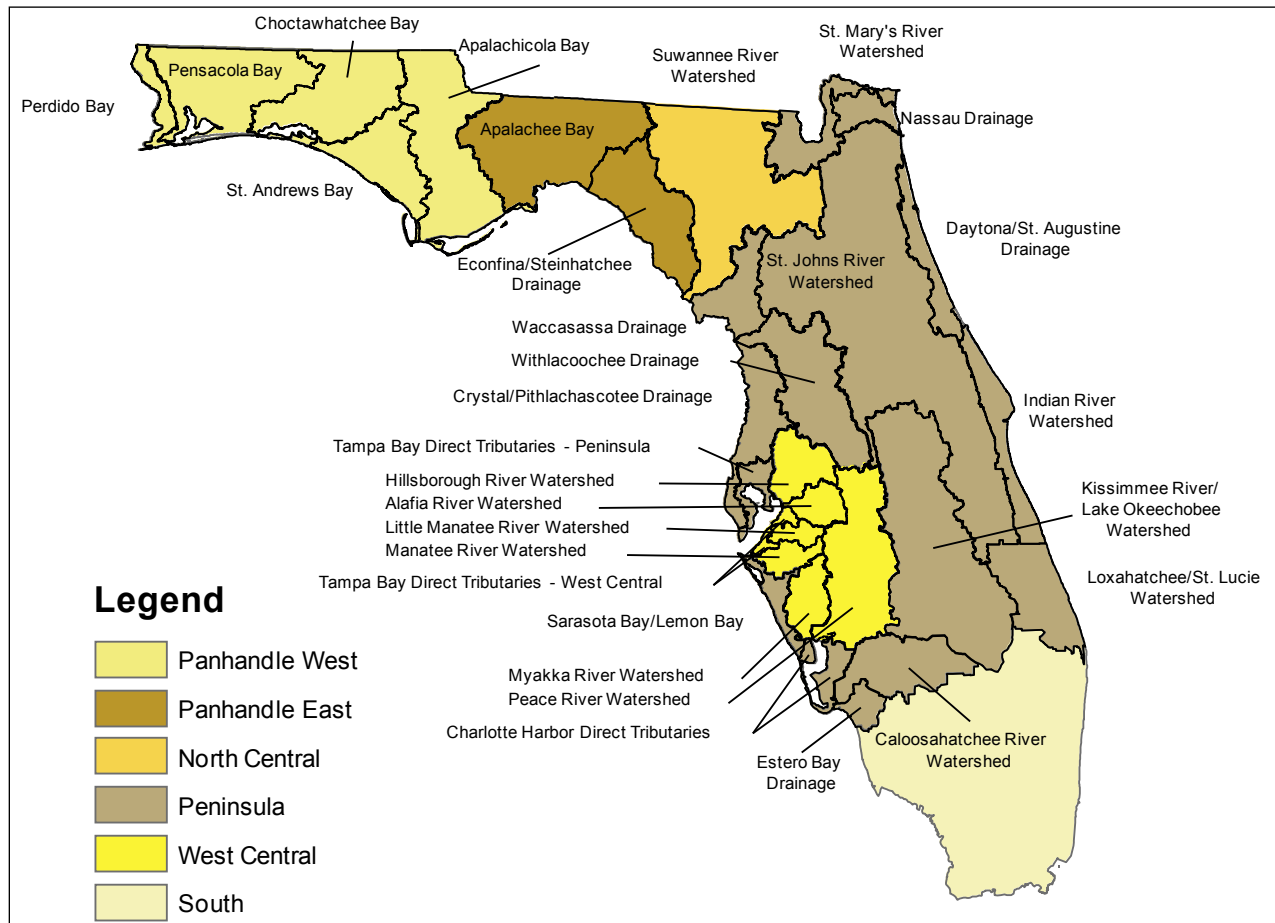 Choctawhatchee Bay
Apalachicola Bay
St. Mary's River
Watershed
Suwannee River
Watershed
Pensacola Bay
Perdido Bay
Nassau Drainage
Apalachee Bay
St. Andrews Bay
Daytona/St. Augustine
Drainage
Econfina/Steinhatchee
Drainage
St. Johns River
Watershed
Waccasassa Drainage
Withlacoochee Drainage
Crystal/Pithlachascotee Drainage
Indian River
Watershed
Tampa Bay Direct Tributaries - Peninsula
Hillsborough River Watershed
Alafia River Watershed
Little Manatee River Watershed
Manatee River Watershed
Tampa Bay Direct Tributaries - West Central
Kissimmee River/
Lake Okeechobee
Watershed
Loxahatchee/St. Lucie
Watershed
Sarasota Bay/Lemon Bay
Myakka River Watershed
Peace River Watershed
Charlotte Harbor Direct Tributaries
Estero Bay
Drainage
Caloosahatchee River
Watershed
Legend
Panhandle West
Panhandle East
North Central
Peninsula
West Central
South